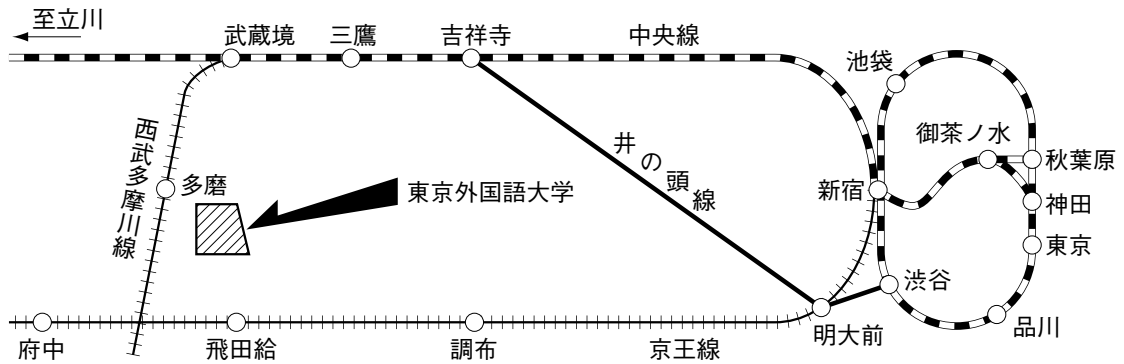 至立川
武蔵境
三鷹
吉祥寺
中央線
池袋
御茶ノ水
秋葉原
西武多摩川線
多磨
東京外国語大学
井の頭線
新宿
神田
東京
渋谷
品川
明大前
府中
飛田給
調布
京王線